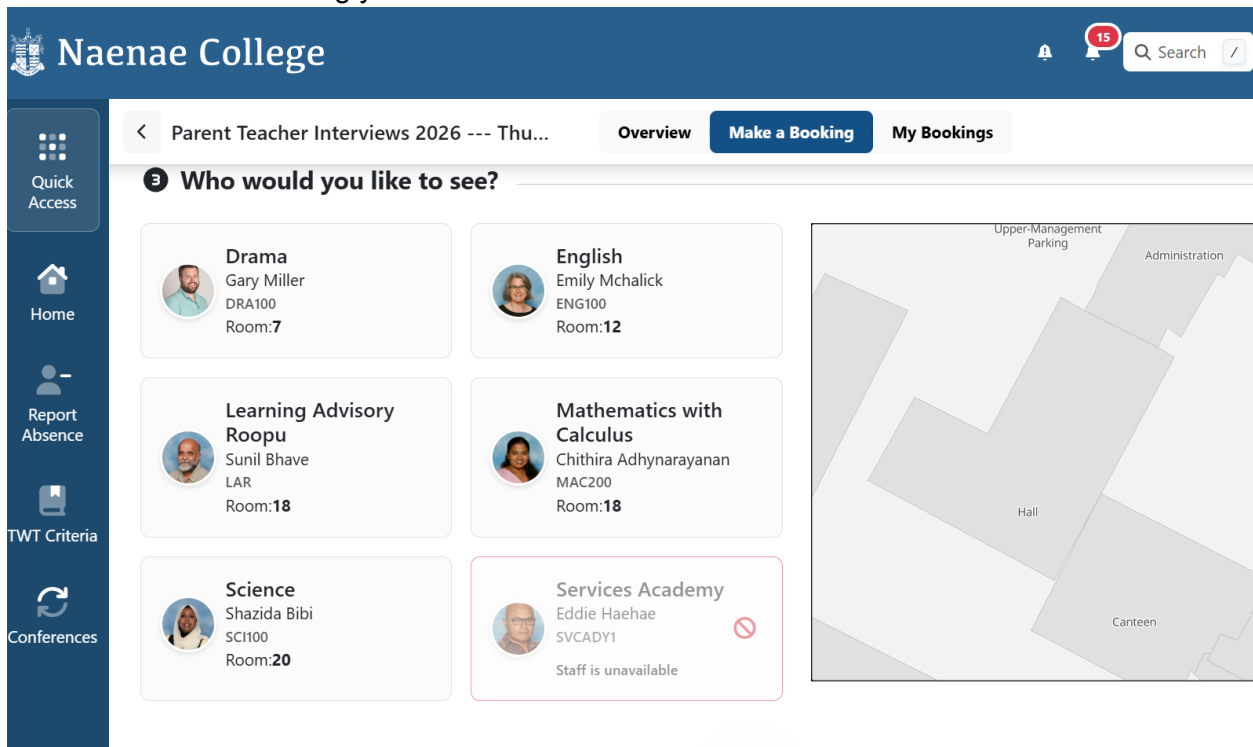 Naenae College
15
Search /
Quick
Access
Home
Report
Absence
TWT Criteria
Conferences
Parent Teacher Interviews 2026 --- Thu...
Overview
Make a Booking
My Bookings
3 Who would you like to see?
Drama
Gary Miller
DRA100
Room:7
English
Emily Mchalick
ENG100
Room:12
Learning Advisory
Roopu
Sunil Bhave
LAR
Room:18
Mathematics with
Calculus
Chithira Adhynarayanan
MAC200
Room:18
Science
Shazida Bibi
SCI100
Room:20
Services Academy
Eddie Haehae
SVCADY1
Staff is unavailable
Upper-Management
Parking
Administration
Hall
Canteen